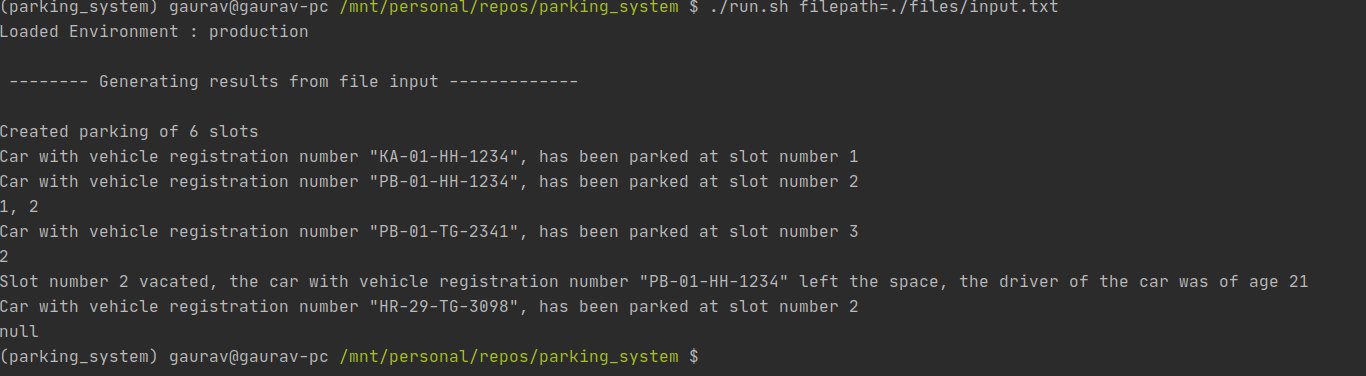 (parking_system) gaurav@gaurav-pc /mnt/personal/repos/parking_system $ ./run.sh filepath=./files/input.txt
Loaded Environment : production
-------- Generating results from file input -------------
Created parking of 6 slots
Car with vehicle registration number "KA-01-HH-1234", has been parked at slot number 1
Car with vehicle registration number "PB-01-HH-1234", has been parked at slot number 2
1, 2
Car with vehicle registration number "PB-01-TG-2341", has been parked at slot number 3
2
Slot number 2 vacated, the car with vehicle registration number "PB-01-HH-1234" left the space, the driver of the car was of age 21
Car with vehicle registration number "HR-29-TG-3098", has been parked at slot number 2
null
(parking_system) gaurav@gaurav-pc /mnt/personal/repos/parking_system $